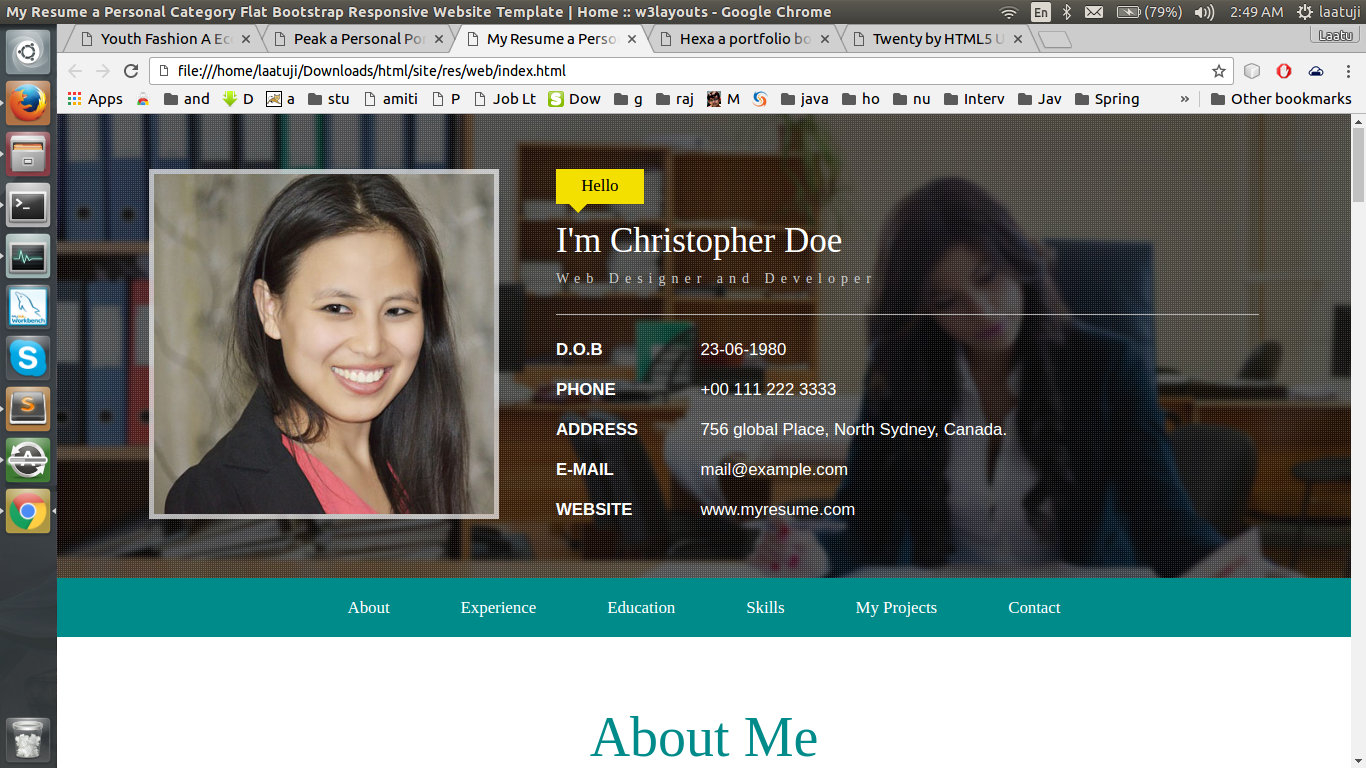 My Resume a Personal Category Flat Bootstrap Responsive Website Template | Home :: w3layouts - Google Chrome
En (79%) 2:49 AM laatuji
Youth Fashion A Ec
Peak a Personal Por
My Resume a Perso
Hexa a portfolio bo
Twenty by HTML5 U
Laatu
file:///home/laatuji/Downloads/html/site/res/web/index.html
Apps and D a stu amiti P Job Lt Dow g raj M java ho nu Interv Jav Spring » Other bookmarks
Hello
I'm Christopher Doe
Web Designer and Developer
D.O.B 23-06-1980
PHONE +00 111 222 3333
ADDRESS 756 global Place, North Sydney, Canada.
E-MAIL mail@example.com
WEBSITE www.myresume.com
About Experience Education Skills My Projects Contact
About Me